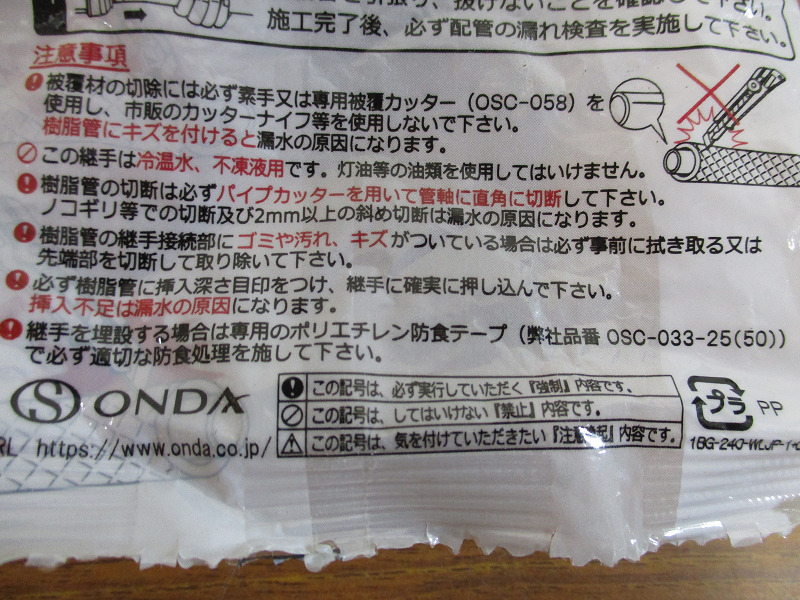 引張り、抜けないことを確認して下さい。
施工完了後、必ず配管の漏れ検査を実施して下さい。
注意事項
被覆材の切除には必ず素手又は専用被覆カッター（OSC-058）を
使用し、市販のカッターナイフ等を使用しないで下さい。
樹脂管にキズを付けると漏水の原因になります。
この継手は冷温水、不凍液用です。灯油等の油類を使用してはいけません。
樹脂管の切断は必ずパイプカッターを用いて管軸に直角に切断して下さい。
ノコギリ等での切断及び2mm以上の斜め切断は漏水の原因になります。
樹脂管の継手接続部にゴミや汚れ、キズがついている場合は必ず事前に拭き取る又は
先端部を切断して取り除いて下さい。
必ず樹脂管に挿入深さ目印をつけ、継手に確実に押し込んで下さい。
挿入不足は漏水の原因になります。
継手を埋設する場合は専用のポリエチレン防食テープ（弊社品番 OSC-033-25(50)）
で必ず適切な防食処理を施して下さい。
ONDA
RL https://www.onda.co.jp/
この記号は、必ず実行していただく『強制』内容です。
この記号は、してはいけない『禁止』内容です。
この記号は、気を付けていただきたい『注意喚起』内容です。
プラ
PP